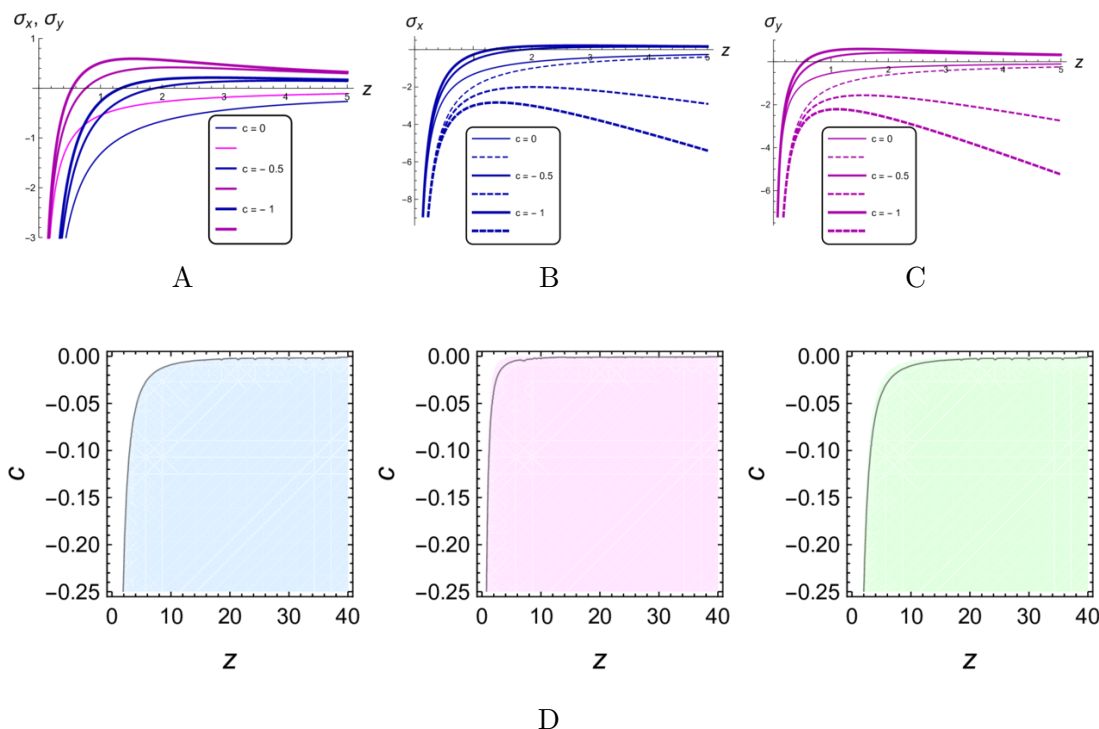 σx, σy
1
-1
-2
-3
1 2 3 4 5
z
c = 0
c = - 0.5
c = - 1
A
σx
-2
-4
-6
-8
1 2 3 4 5
z
c = 0
c = - 0.5
c = - 1
B
σy
-2
-4
-6
1 2 3 4 5
z
c = 0
c = - 0.5
c = - 1
C
0.00
-0.05
-0.10
-0.15
-0.20
-0.25
c
0 10 20 30 40
z
0.00
-0.05
-0.10
-0.15
-0.20
-0.25
c
0 10 20 30 40
z
0.00
-0.05
-0.10
-0.15
-0.20
-0.25
c
0 10 20 30 40
z
D